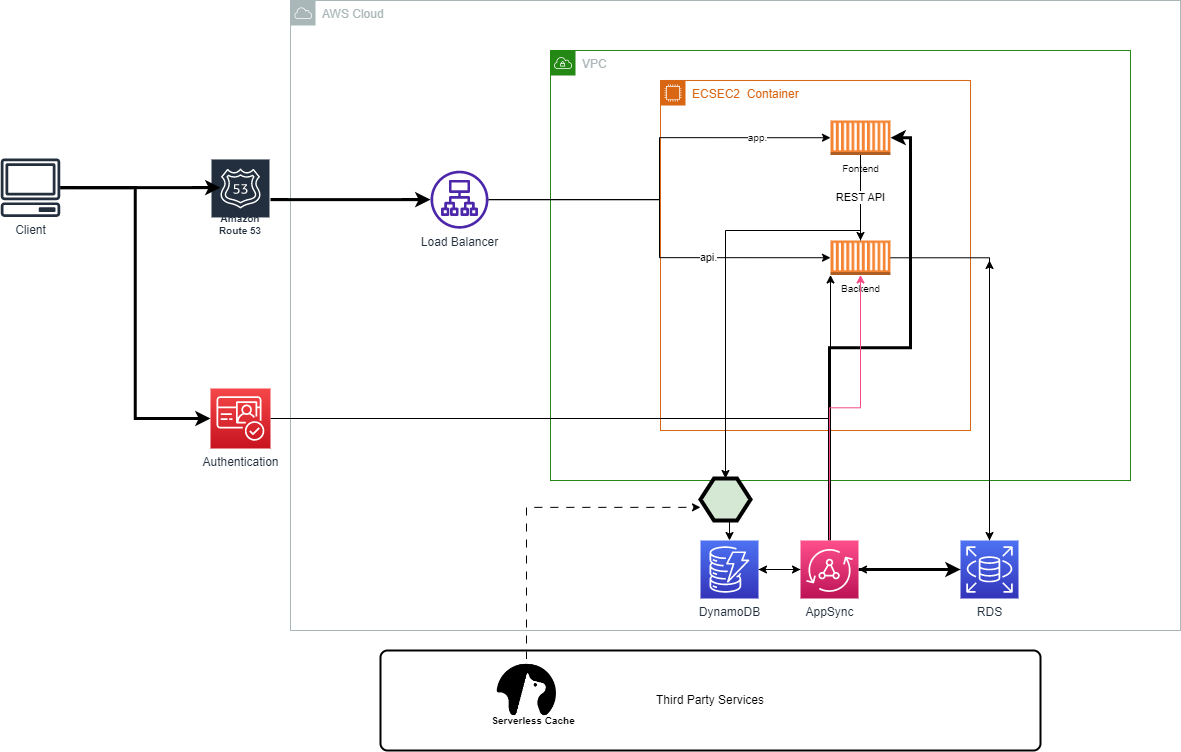 AWS Cloud
VPC
ECSEC2  Container
app.
Fontend
53
REST API
Amazon
Route 53
Client
Load Balancer
api.
Backend
Authentication
DynamoDB
AppSync
RDS
Third Party Services
Serverless Cache